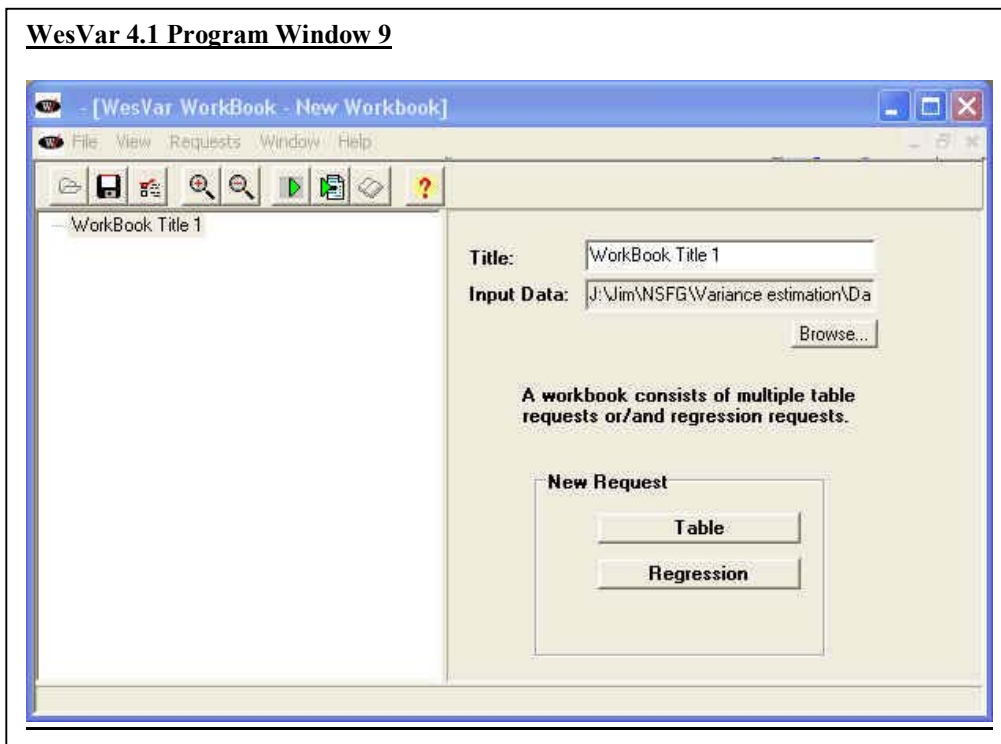 WesVar 4.1 Program Window 9
- [WesVar WorkBook - New Workbook]
File View Requests Window Help
WorkBook Title 1
Title: WorkBook Title 1
Input Data: J:\Jim\NSFG\Variance estimation\Da
Browse...
A workbook consists of multiple table
requests or/and regression requests.
New Request
Table
Regression